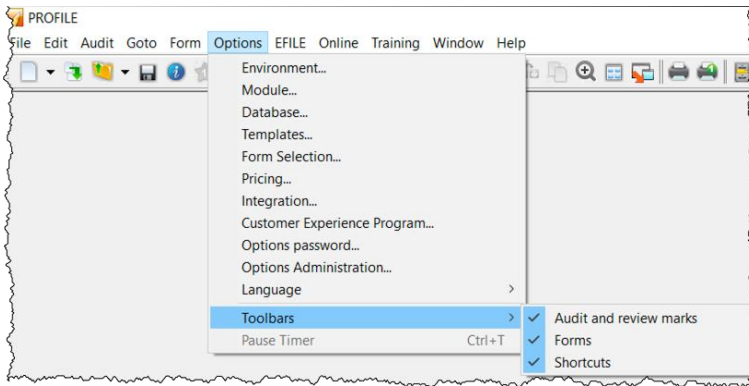 PROFILE
File Edit Audit Goto Form Options EFILE Online Training Window Help
Environment...
Module...
Database...
Templates...
Form Selection...
Pricing...
Integration...
Customer Experience Program...
Options password...
Options Administration...
Language
Toolbars
Audit and review marks
Pause Timer Ctrl+T
Forms
Shortcuts